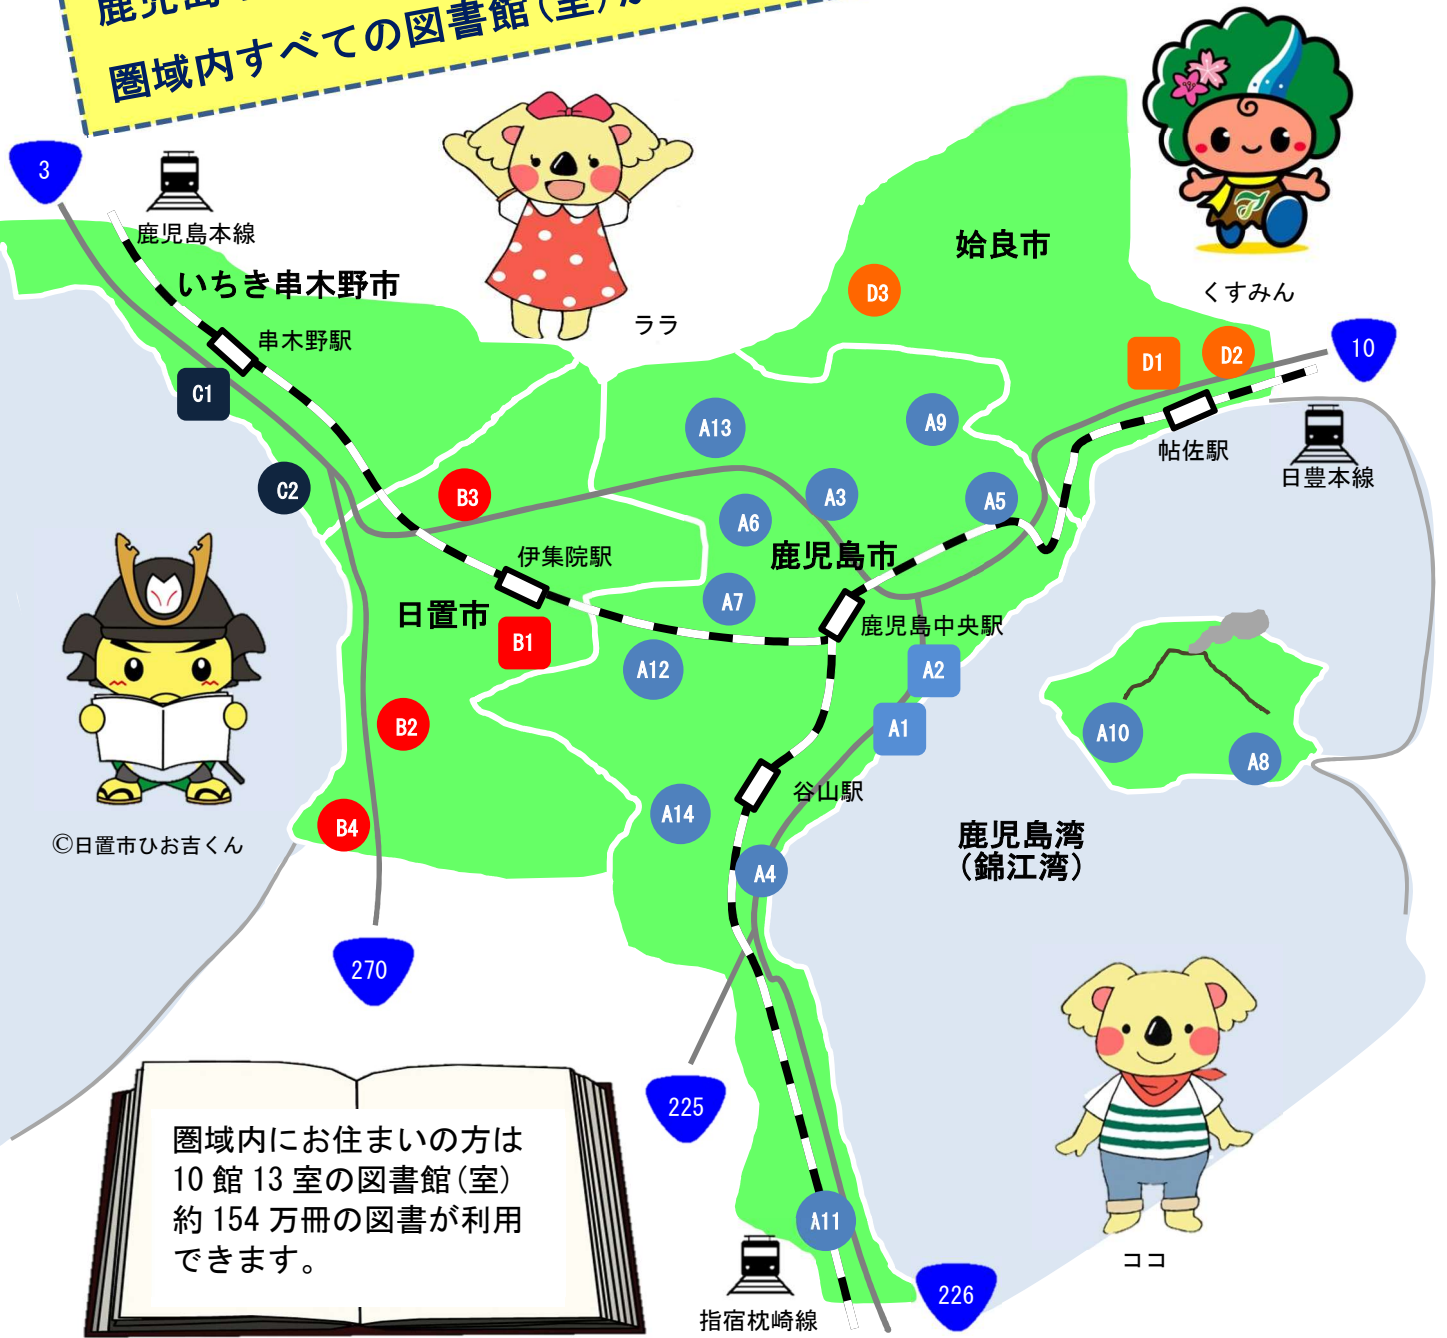 圏域内すべての図書館(室)が
3
鹿児島本線
いちき串木野市
串木野駅
C1
C2
ララ
姶良市
くすみん
D3
D1
D2
10
帖佐駅
日豊本線
A13
A9
A3
A5
A6
鹿児島市
A7
鹿児島中央駅
A12
A2
A1
B3
伊集院駅
日置市
B1
B2
B4
©日置市ひお吉くん
270
A14
谷山駅
A4
A10
A8
鹿児島湾
(錦江湾)
225
圏域内にお住まいの方は
10館13室の図書館(室)
約154万冊の図書が利用
できます。
A11
指宿枕崎線
226
ココ